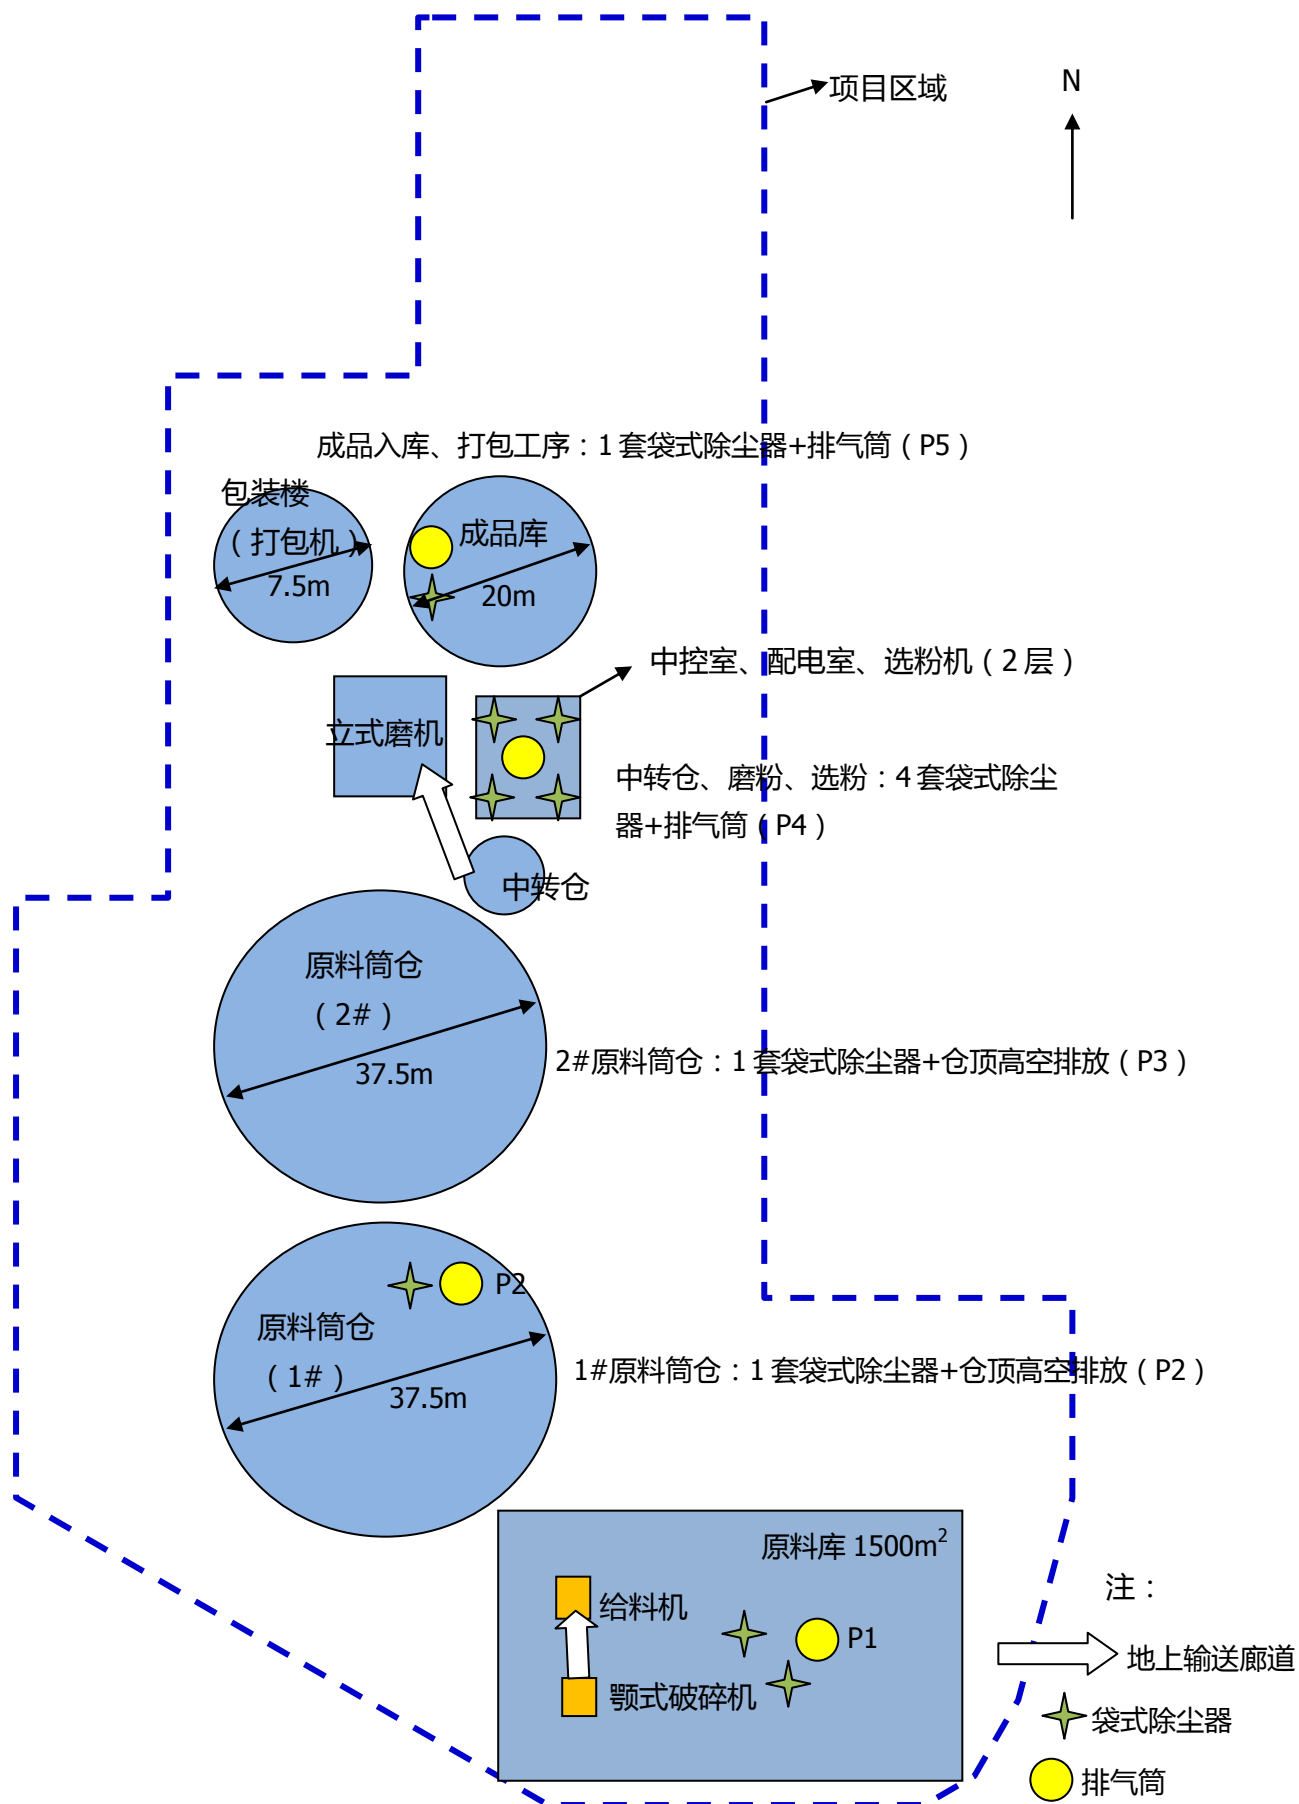 项目区域
N
成品入库、打包工序：1 套袋式除尘器+排气筒（P5）
包装楼
（打包机）
7.5m
成品库
20m
中控室、配电室、选粉机（2 层）
立式磨机
中转仓、磨粉、选粉：4 套袋式除尘
器+排气筒（P4）
中转仓
原料筒仓
（2#）
37.5m
2#原料筒仓：1 套袋式除尘器+仓顶高空排放（P3）
P2
原料筒仓
（1#）
37.5m
1#原料筒仓：1 套袋式除尘器+仓顶高空排放（P2）
原料库 1500m²
给料机
P1
颚式破碎机
注：
地上输送廊道
袋式除尘器
排气筒